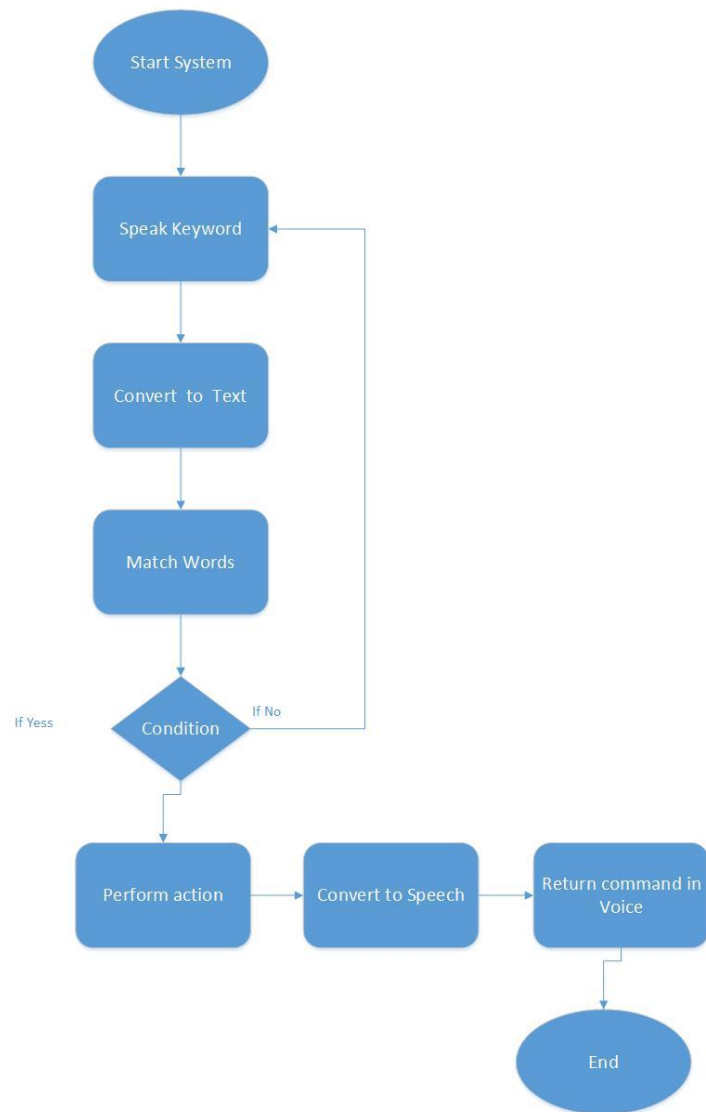 Start System
Speak Keyword
Convert to Text
Match Words
If Yess
Condition
If No
Perform action
Convert to Speech
Return command in
Voice
End